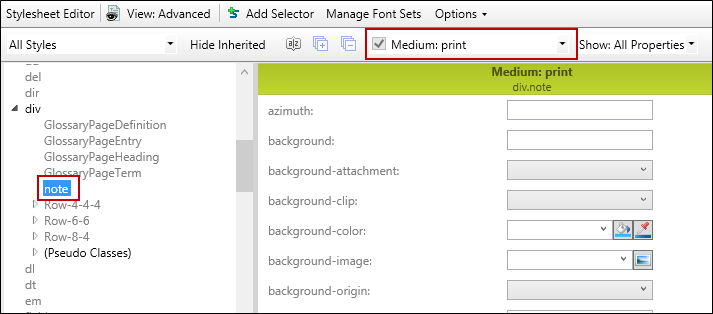 Stylesheet Editor View: Advanced Add Selector Manage Font Sets Options
All Styles Hide Inherited Medium: print Show: All Properties
del
dir
div
GlossaryPageDefinition
GlossaryPageEntry
GlossaryPageHeading
GlossaryPageTerm
note
Row-4-4-4
Row-6-6
Row-8-4
(Pseudo Classes)
dl
dt
em
Medium: print
div.note
azimuth:
background:
background-attachment:
background-clip:
background-color:
background-image:
background-origin: